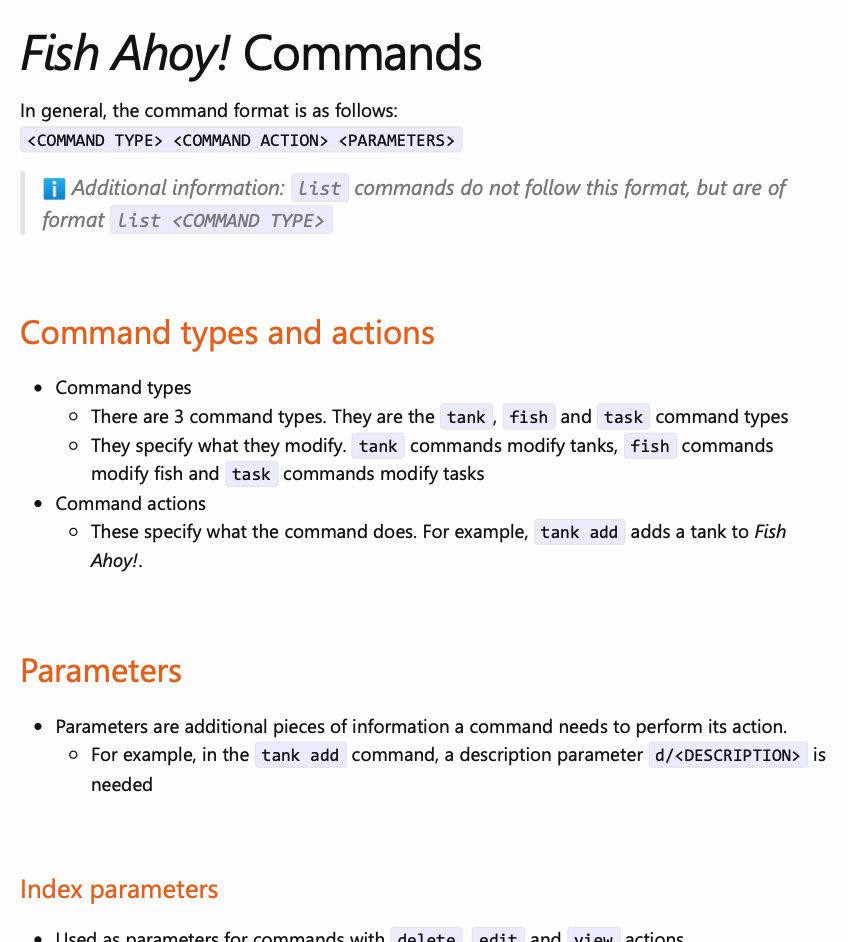 Fish Ahoy! Commands
In general, the command format is as follows:
<COMMAND TYPE> <COMMAND ACTION> <PARAMETERS>
ℹ️ Additional information: list commands do not follow this format, but are of
format list <COMMAND TYPE>
Command types and actions
• Command types
◦ There are 3 command types. They are the tank, fish and task command types
◦ They specify what they modify. tank commands modify tanks, fish commands
modify fish and task commands modify tasks
• Command actions
◦ These specify what the command does. For example, tank add adds a tank to Fish
Ahoy!.
Parameters
• Parameters are additional pieces of information a command needs to perform its action.
◦ For example, in the tank add command, a description parameter d/<DESCRIPTION> is
needed
Index parameters
• Used as parameters for commands with delete, edit and view actions